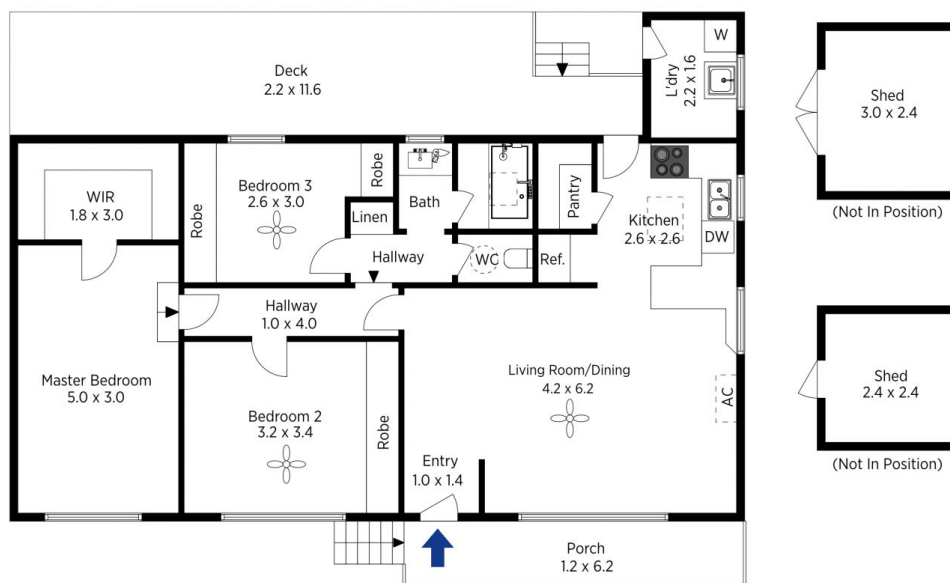 Deck
2.2 x 11.6
L'dry
2.2 x 1.6
W
Shed
3.0 x 2.4
(Not In Position)
WIR
1.8 x 3.0
Robe
Bedroom 3
2.6 x 3.0
Robe
Linen
Bath
Pantry
Kitchen
2.6 x 2.6
DW
Hallway
WC
Ref.
Hallway
1.0 x 4.0
Master Bedroom
5.0 x 3.0
Bedroom 2
3.2 x 3.4
Robe
Living Room/Dining
4.2 x 6.2
AC
Entry
1.0 x 1.4
Shed
2.4 x 2.4
(Not In Position)
Porch
1.2 x 6.2